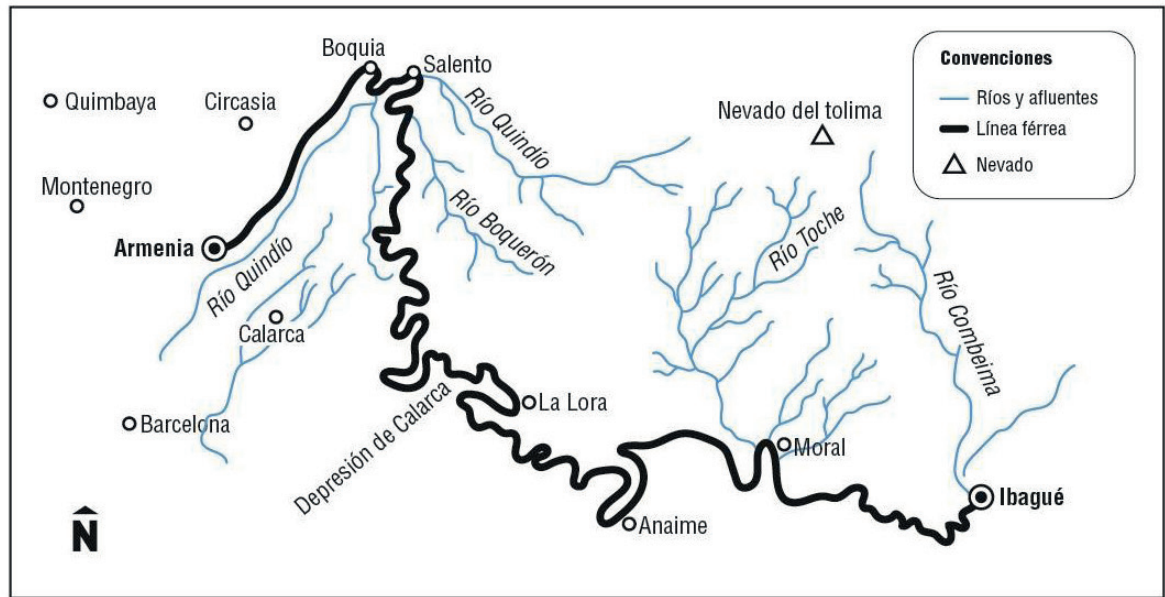 Boquia
Salento
Quimbaya
Circasia
Río Quindío
Nevado del tolima
Convenciones
Ríos y afluentes
Línea férrea
Nevado
Montenegro
Armenia
Río Quindío
Río Boquerón
Río Toche
Río Combeima
Calarca
Barcelona
Depresión de Calarca
La Lora
Moral
Anaime
Ibagué
N